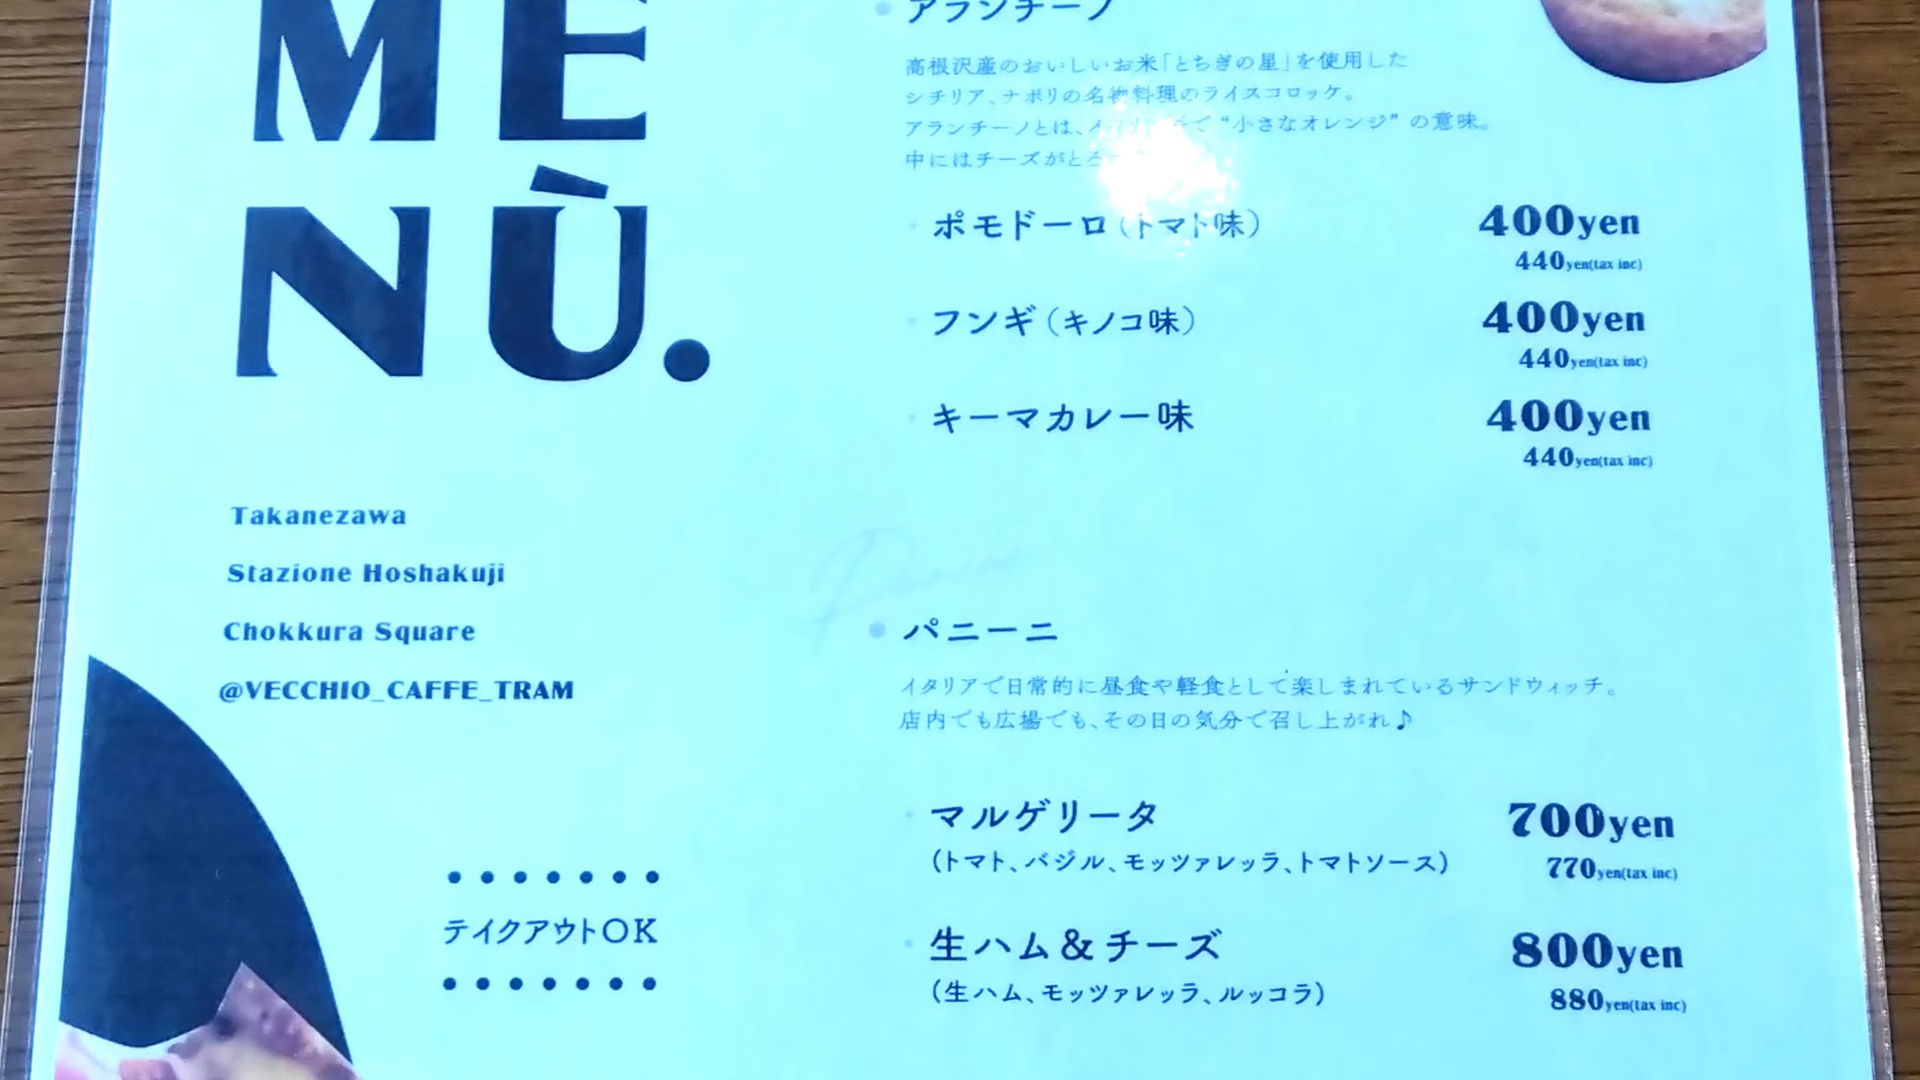 ME
NÙ.
Takanezawa
Stazione Hoshakuji
Chokkura Square
@VECCHIO_CAFFE_TRAM
テイクアウトOK
アランチーノ
高根沢産のおいしいお米「とちぎの星」を使用した
シチリア、ナポリの名物料理のライスコロッケ。
アランチーノとは、イタリア語で“小さなオレンジ”の意味。
中にはチーズがとろ
ポモドーロ（トマト味） 400yen
440yen(tax inc)
フンギ（キノコ味） 400yen
440yen(tax inc)
キーマカレー味 400yen
440yen(tax inc)
パニーニ
イタリアで日常的に昼食や軽食として楽しまれているサンドウィッチ。
店内でも広場でも、その日の気分で召し上がれ♪
マルゲリータ 700yen
（トマト、バジル、モッツァレッラ、トマトソース） 770yen(tax inc)
生ハム＆チーズ 800yen
（生ハム、モッツァレッラ、ルッコラ） 880yen(tax inc)